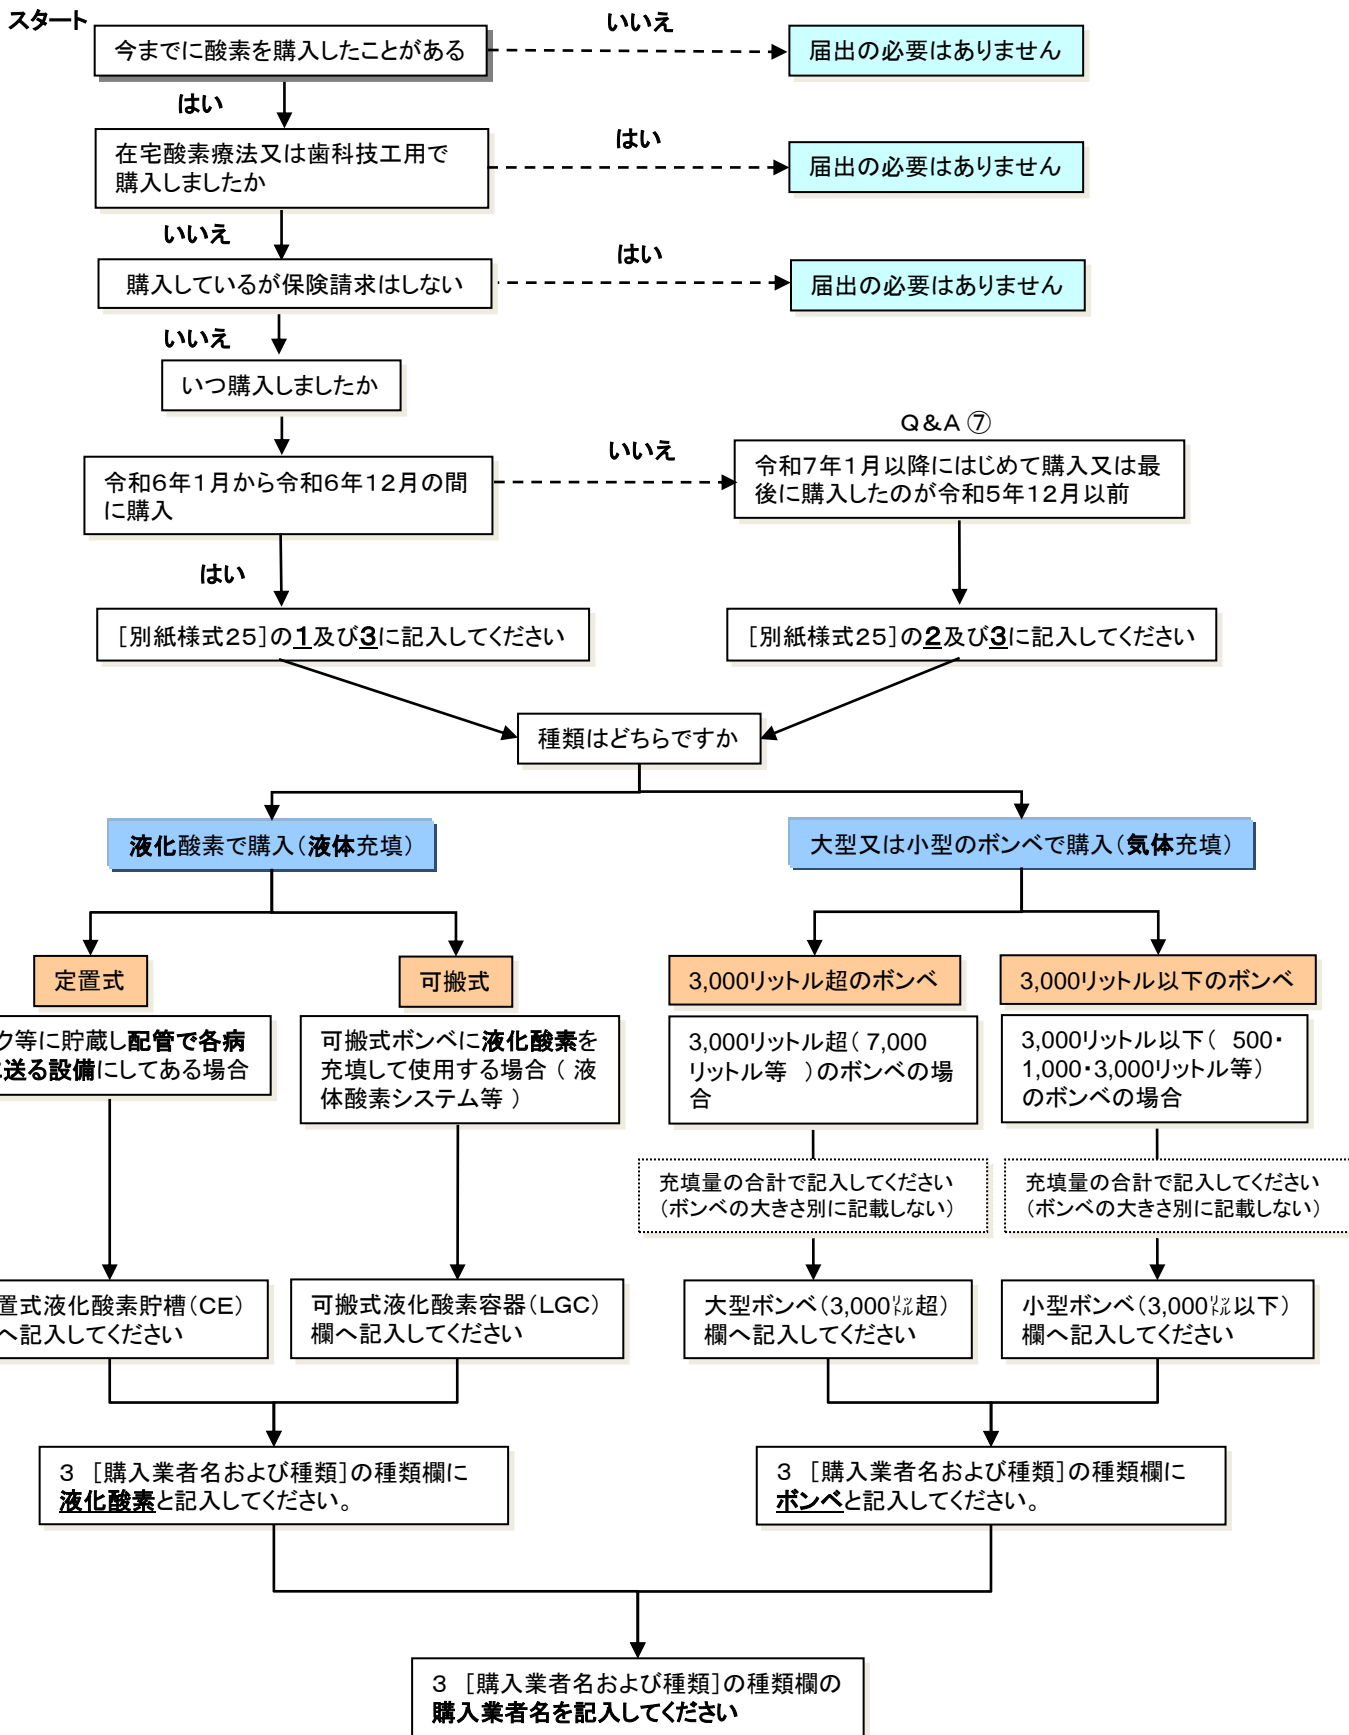 スタート
今までに酸素を購入したことがある
いいえ
届出の必要はありません
はい
在宅酸素療法又は歯科技工用で
購入しましたか
はい
届出の必要はありません
いいえ
購入しているが保険請求はしない
はい
届出の必要はありません
いいえ
いつ購入しましたか
令和6年1月から令和6年12月の間
に購入
いいえ
Q&A⑦
令和7年1月以降にはじめて購入又は最
後に購入したのが令和5年12月以前
はい
[別紙様式25]の1及び3に記入してください
[別紙様式25]の2及び3に記入してください
種類はどちらですか
液化酸素で購入(液体充填)
大型又は小型のボンベで購入(気体充填)
定置式
可搬式
3,000リットル超のボンベ
3,000リットル以下のボンベ
ク等に貯蔵し配管で各病
送る設備にしてある場合
可搬式ボンベに液化酸素を
充填して使用する場合( 液
体酸素システム等 )
3,000リットル超( 7,000
リットル等 )のボンベの場
合
3,000リットル以下( 500・
1,000・3,000リットル等)
のボンベの場合
充填量の合計で記入してください
(ボンベの大きさ別に記載しない)
充填量の合計で記入してください
(ボンベの大きさ別に記載しない)
置式液化酸素貯槽(CE)
へ記入してください
可搬式液化酸素容器(LGC)
欄へ記入してください
大型ボンベ(3,000㍑超)
欄へ記入してください
小型ボンベ(3,000㍑以下)
欄へ記入してください
3 [購入業者名および種類]の種類欄に
液化酸素と記入してください。
3 [購入業者名および種類]の種類欄に
ボンベと記入してください。
3 [購入業者名および種類]の種類欄の
購入業者名を記入してください